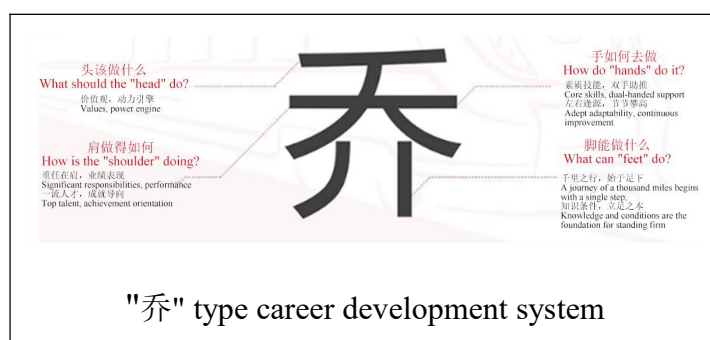 头该做什么
What should the "head" do?
价值观，动力引擎
Values, power engine
肩做得如何
How is the "shoulder" doing?
重任在肩，业绩表现
Significant responsibilities, performance
一流人才，成就导向
Top talent, achievement orientation
乔
手如何去做
How do "hands" do it?
素质技能，双手助推
Core skills, dual-handed support
左右逢源，节节攀高
Adept adaptability, continuous
improvement
脚能做什么
What can "feet" do?
千里之行，始于足下
A journey of a thousand miles begins
with a single step;
知识条件，立足之本
Knowledge and conditions are the
foundation for standing firm
"乔" type career development system